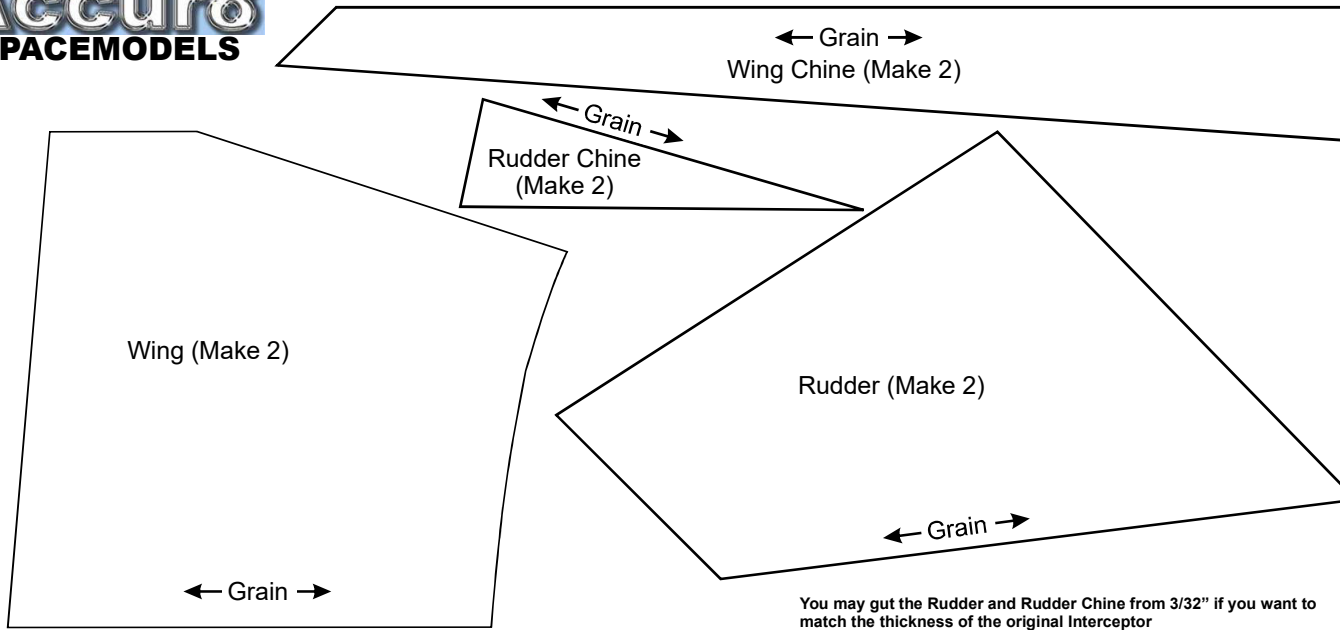 Accuro
PACEMODELS
Grain
Wing Chine (Make 2)
Grain
Rudder Chine
(Make 2)
Wing (Make 2)
Rudder (Make 2)
Grain
Grain
You may gut the Rudder and Rudder Chine from 3/32” if you want to
match the thickness of the original Interceptor